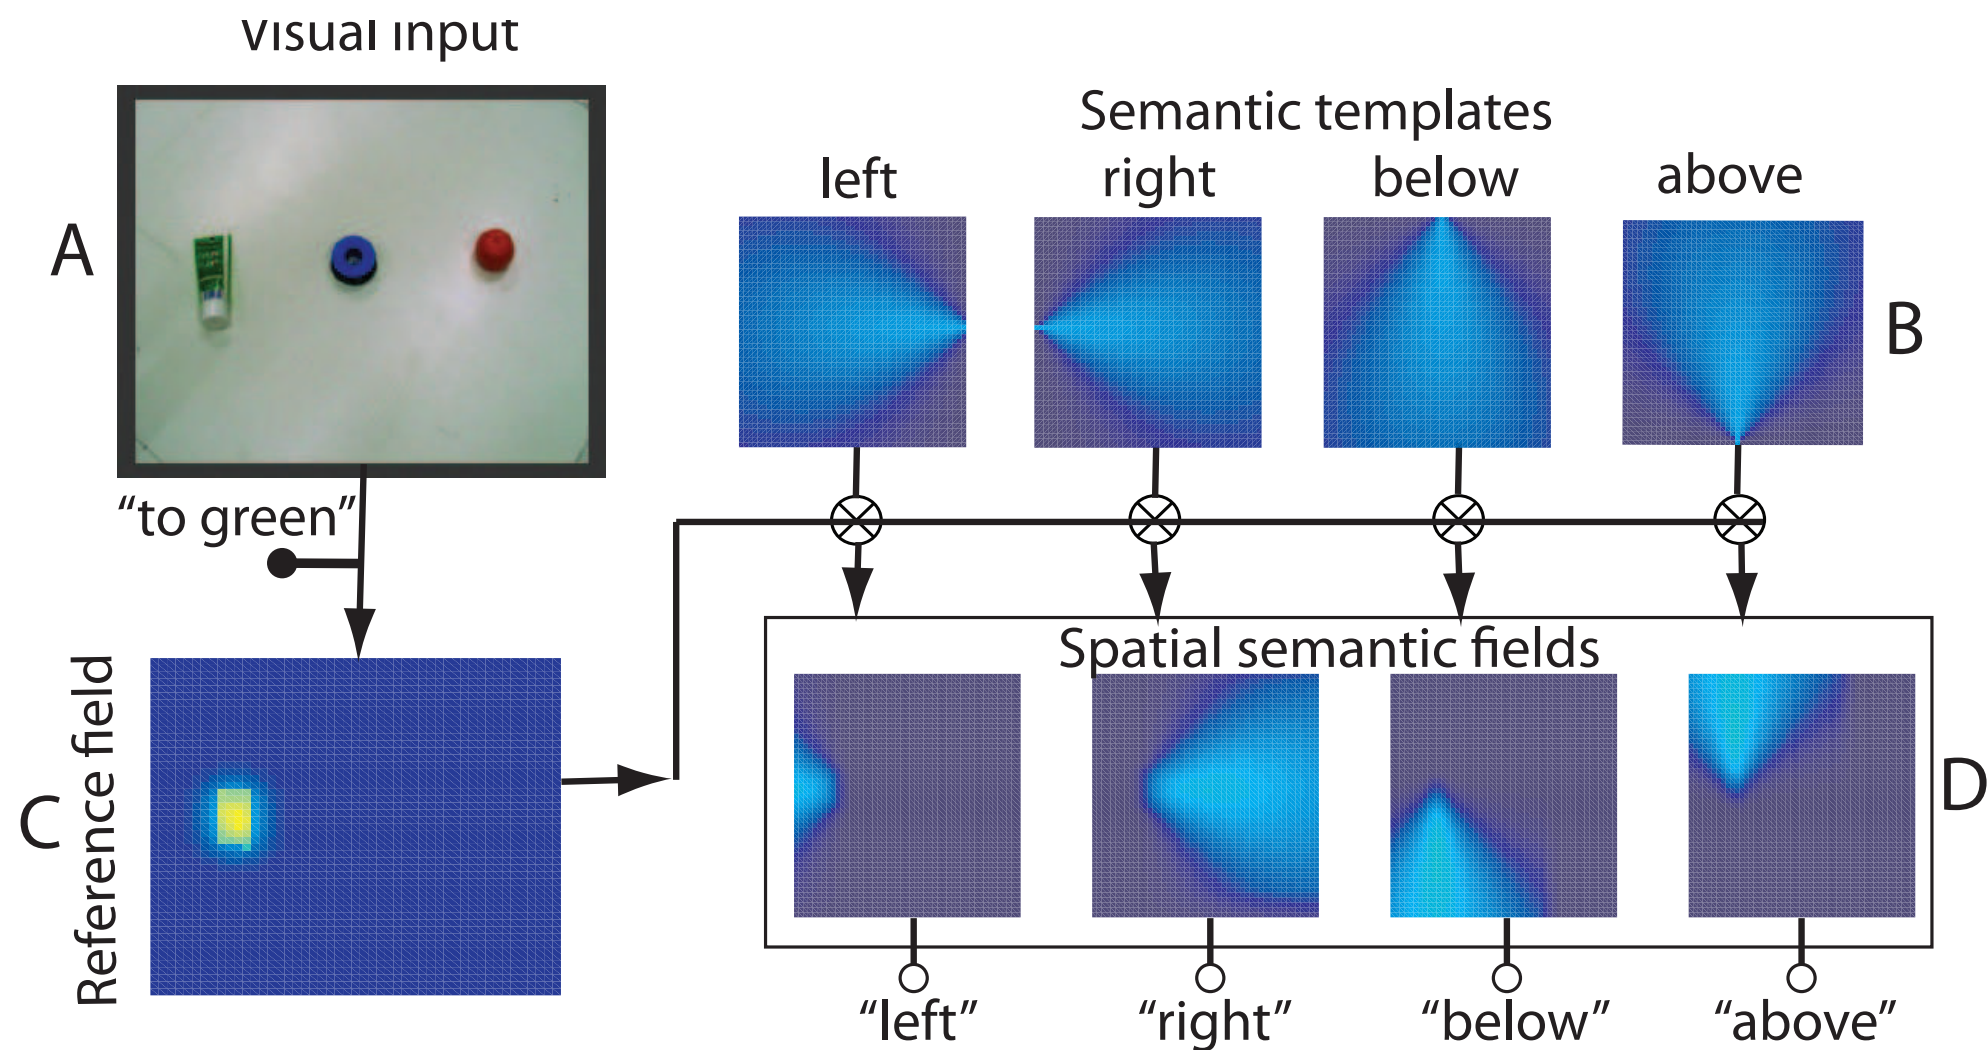 Visual input
Semantic templates
left right below above
A
B
“to green”
Reference field
C
Spatial semantic fields
D
“left” “right” “below” “above”